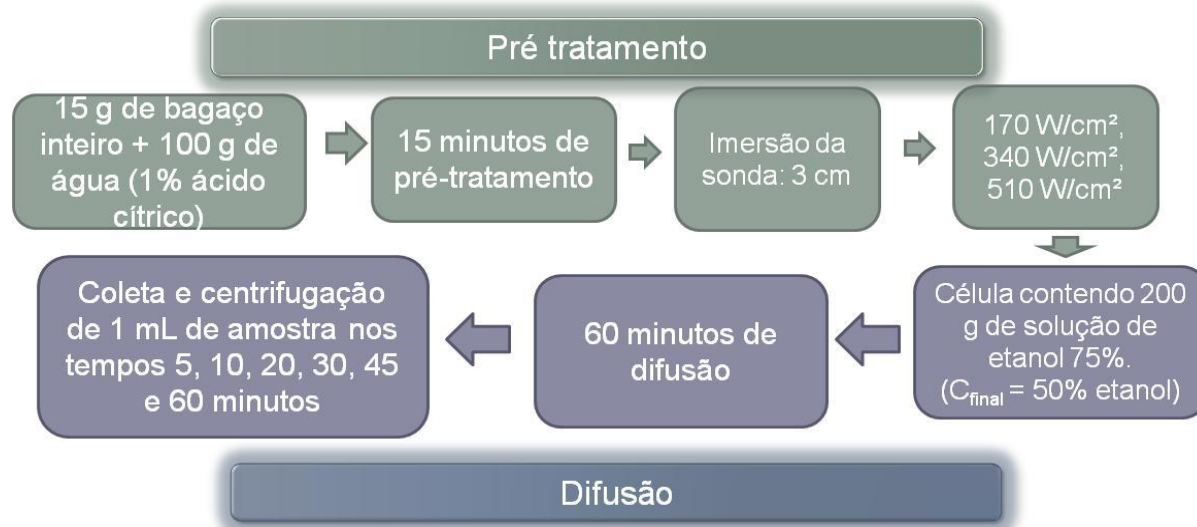 Pré tratamento
15 g de bagaço
inteiro + 100 g de
água (1% ácido
cítrico)
15 minutos de
pré-tratamento
Imersão da
sonda: 3 cm
170 W/cm²,
340 W/cm²,
510 W/cm²
Célula contendo 200
g de solução de
etanol 75%.
(Cfinal = 50% etanol)
60 minutos de
difusão
Coleta e centrifugação
de 1 mL de amostra nos
tempos 5, 10, 20, 30, 45
e 60 minutos
Difusão